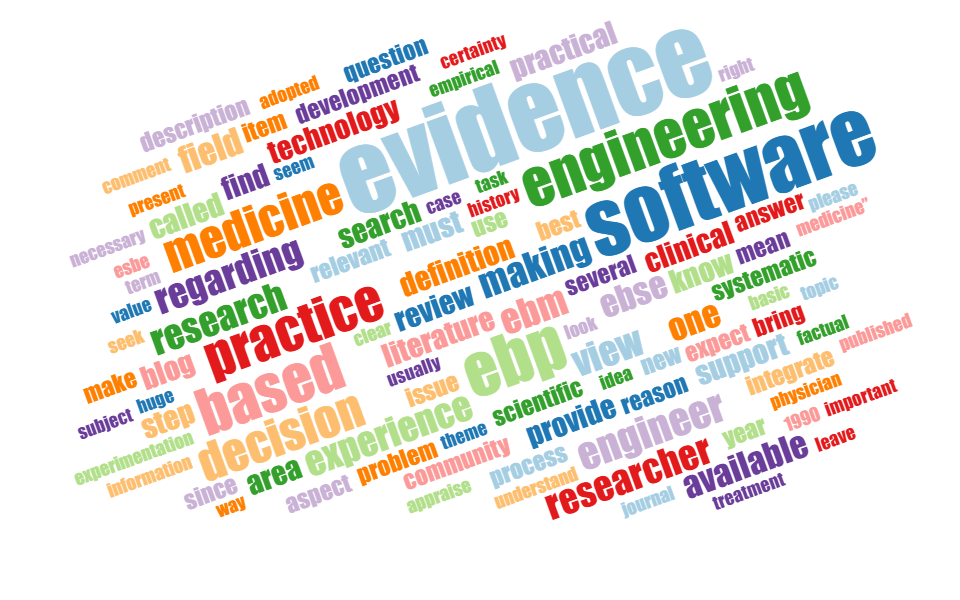 question
certainty
practical
evidence
right
description
adopted
development
empirical
comment
field
item
technology
engineering
present
find
seem
software
necessary
called
medicine
search
case
task
history
esbe
term
regarding
relevant
must
use
best
please
value
research
definition
making
several
clinical
answer
medicine”
seek
practice
clear
review
ebse
know
mean
systematic
make
blog
based
literature
ebm
look
one
basic
topic
subject
huge
step
usually
ebp
view
new
expect
bring
factual
published
experimentation
decision
issue
scientific
idea
support
integrate
information
area
experience
theme
provide
reason
physician
since
way
aspect
problem
community
process
engineer
year
1990
important
appraise
understand
researcher
available
leave
journal
treatment